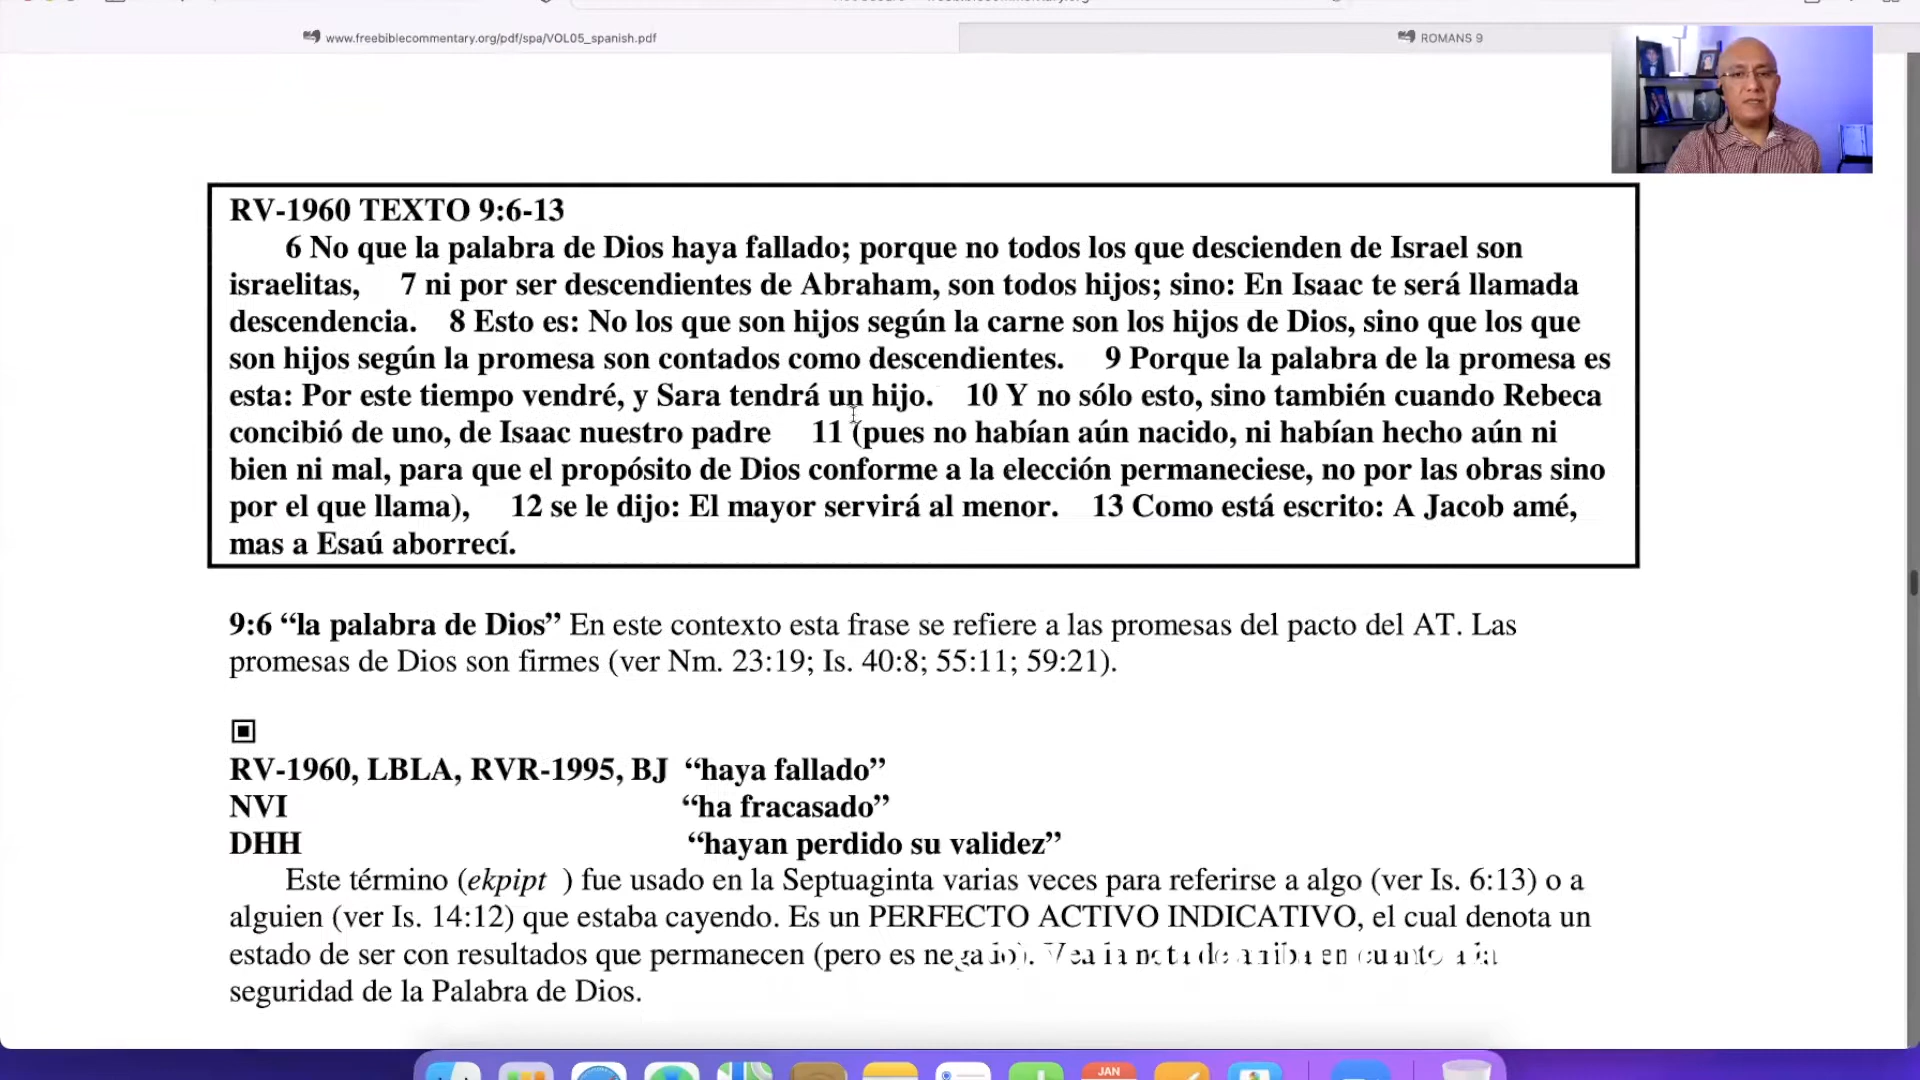 www.freebiblecommentary.org/pdf/spa/VOL05_spanish.pdf
ROMANS 9
RV-1960 TEXTO 9:6-13
6 No que la palabra de Dios haya fallado; porque no todos los que descienden de Israel son
israelitas, 7 ni por ser descendientes de Abraham, son todos hijos; sino: En Isaac te será llamada
descendencia. 8 Esto es: No los que son hijos según la carne son los hijos de Dios, sino que los que
son hijos según la promesa son contados como descendientes. 9 Porque la palabra de la promesa es
esta: Por este tiempo vendré, y Sara tendrá un hijo. 10 Y no sólo esto, sino también cuando Rebeca
concibió de uno, de Isaac nuestro padre 11 (pues no habían aún nacido, ni habían hecho aún ni
bien ni mal, para que el propósito de Dios conforme a la elección permaneciese, no por las obras sino
por el que llama), 12 se le dijo: El mayor servirá al menor. 13 Como está escrito: A Jacob amé,
mas a Esaú aborrecí.
9:6 “la palabra de Dios” En este contexto esta frase se refiere a las promesas del pacto del AT. Las
promesas de Dios son firmes (ver Nm. 23:19; Is. 40:8; 55:11; 59:21).
RV-1960, LBLA, RVR-1995, BJ “haya fallado”
NVI “ha fracasado”
DHH “hayan perdido su validez”
Este término (ekpipt ) fue usado en la Septuaginta varias veces para referirse a algo (ver Is. 6:13) o a
alguien (ver Is. 14:12) que estaba cayendo. Es un PERFECTO ACTIVO INDICATIVO, el cual denota un
estado de ser con resultados que permanecen (pero es negado). Vea la nota de arriba en cuanto a la
seguridad de la Palabra de Dios.
JAN